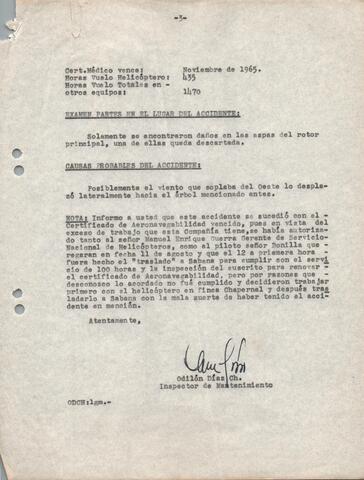 -3-
Cert.Médico vence: Noviembre de 1965.
Horas Vuelo Helicóptero: 435
Horas Vuelo Totales en -
otros equipos: 1470
EXAMEN PARTES EN EL LUGAR DEL ACCIDENTE:
Solamente se encontraron daños en las aspas del rotor
principal, una de ellas queda descartada.
CAUSAS PROBABLES DEL ACCIDENTE:
Posiblemente el viento que soplaba del Oeste lo despla
zó lateralmente hacia el árbol mencionado antes.
NOTA: Informo a usted que este accidente se sucedió con el -
Certificado de Aeronavegabilidad vencido, pues en vista del
exceso de trabajo que esta Compañía tiene, se había autoriza-
do tanto al señor Manuel Enrique Guerra Gerente de Servicio-
Nacional de Helicópteros, como al piloto señor Bonilla que -
regaran en fecha 11 de agosto y que el 12 a primera hora -
fuera hecho el "traslado" a Sabana para cumplir con el servi
cio de 100 horas y la inspección del suscrito para renovar -
el certificado de Aeronavegabilidad, pero por razones que -
desconosco lo acordado no fué cumplido y decidieron trabajar
primero con el helicóptero en finca Chapernal y después tras
ladarlo a Sabana con la mala suerte de haber tenido el acci-
dente en mención.
Atentamente,
Odilón Díaz Ch.
Inspector de Mantenimiento
ODCH:lgm.-